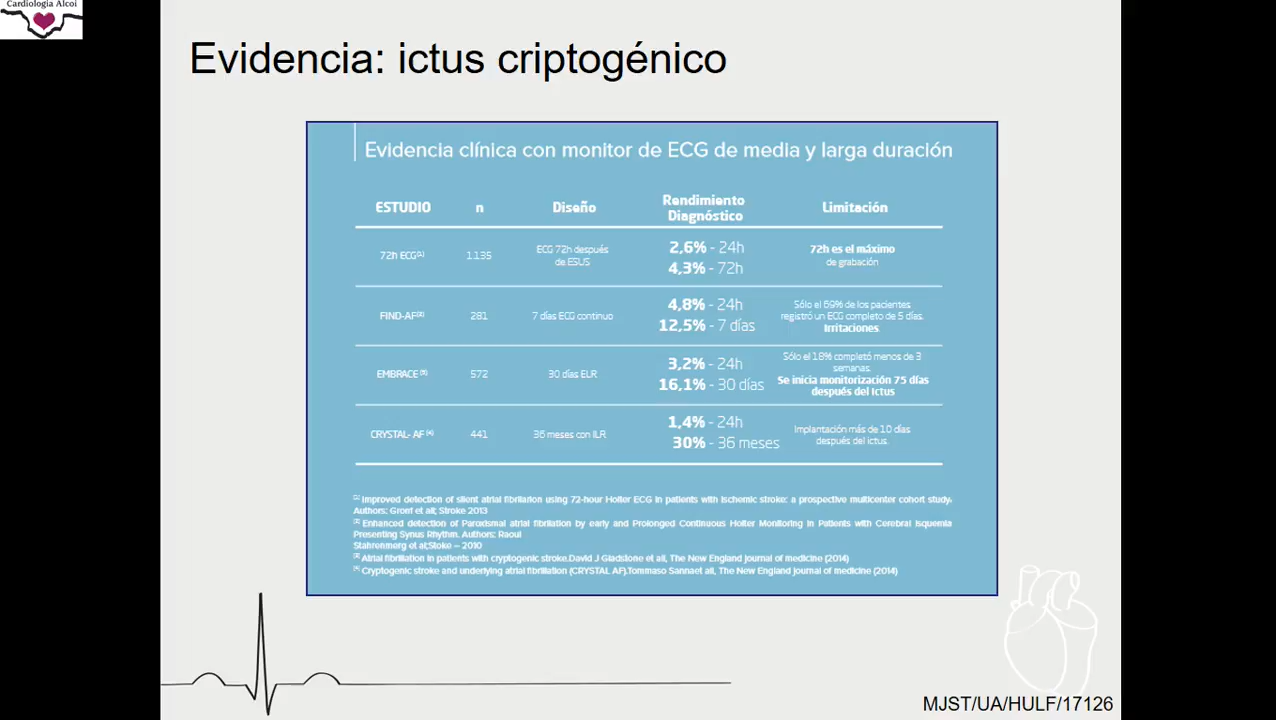 Cardiología Alcoi
Evidencia: ictus criptogénico
Evidencia clínica con monitor de ECG de media y larga duración
ESTUDIO n Diseño Rendimiento Diagnóstico Limitación
72h ECG(1) 1.135 ECG 72h después de ESUS 2,6% - 24h 4,3% - 72h 72h es el máximo de grabación
FIND-AF(2) 281 7 días ECG continuo 4,8% - 24h 12,5% - 7 días Sólo el 69% de los pacientes registró un ECG completo de 5 días. Irritaciones
EMBRACE (3) 572 30 días ELR 3,2% - 24h 16,1% - 30 días Sólo el 18% completó menos de 3 semanas. Se inicia monitorización 75 días después del Ictus
CRYSTAL- AF (4) 441 36 meses con ILR 1,4% - 24h 30% - 36 meses Implantación más de 10 días después del ictus.
(1) Improved detection of silent atrial fibrilarion using 72-hour Holter ECG in patients with ischemic stroke: a prospective multicenter cohort study.
Authors: Gronf et all; Stroke 2013
(2) Enhanced detection of Paroxismal atrial fibrillation by early and Prolonged Continuous Holter Monitoring in Patients with Cerebral Isquemia
Presenting Synus Rhythm. Authors: Raoul
Stahrenmerg et al;Stoke – 2010
(3) Atrial fibrillation in patients with cryptogenic stroke.David J Gladstone et all, The New England Journal of medicine (2014)
(4) Cryptogenic stroke and underlying atrial fibrillation (CRYSTAL AF).Tommaso Sannaet all, The New England Journal of medicine (2014)
MJST/UA/HULF/17126